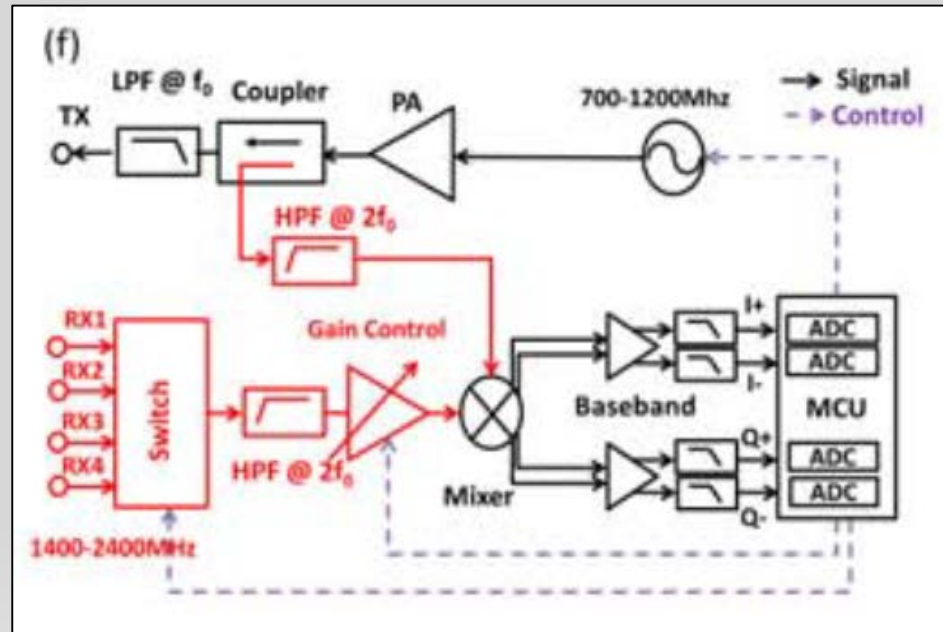 (f)
LPF @ f₀
Coupler
PA
700-1200Mhz
Signal
Control
TX
HPF @ 2f₀
RX1
RX2
RX3
RX4
Switch
Gain Control
HPF @ 2f₀
1400-2400MHz
Mixer
Baseband
I+
I-
Q+
Q-
ADC
ADC
MCU
ADC
ADC